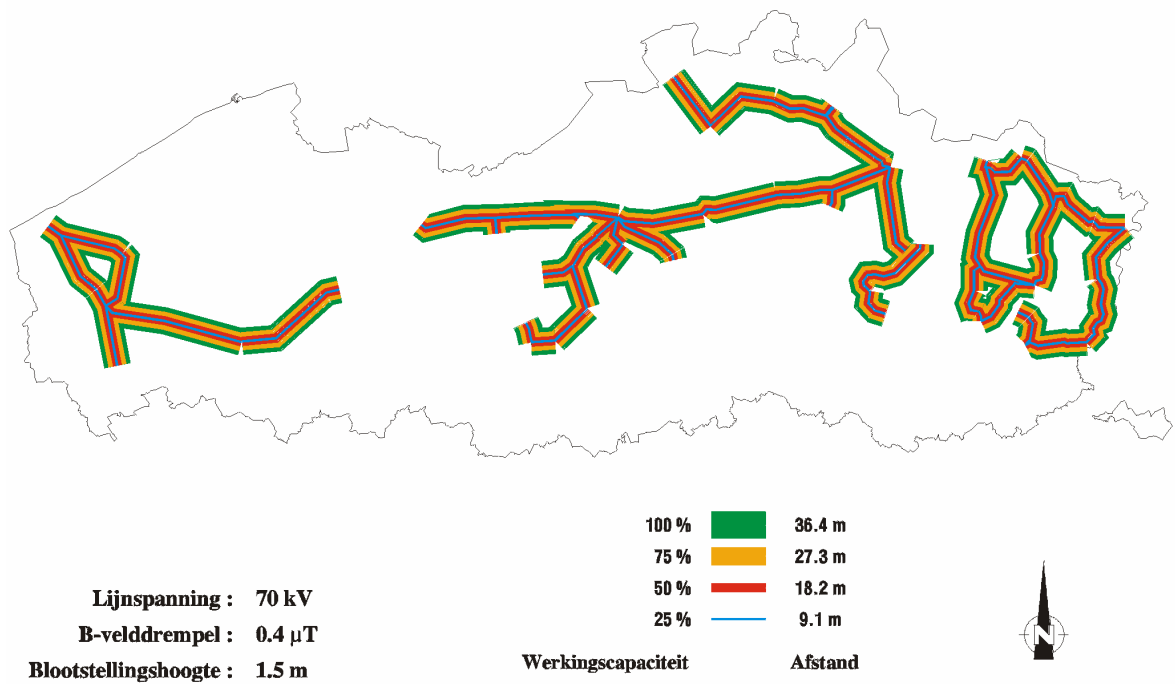 100 % 36.4 m
75 % 27.3 m
50 % 18.2 m
25 % 9.1 m
Werkingscapaciteit Afstand
Lijnspanning : 70 kV
B-velddrempel : 0.4 µT
Blootstellingshoogte : 1.5 m
N